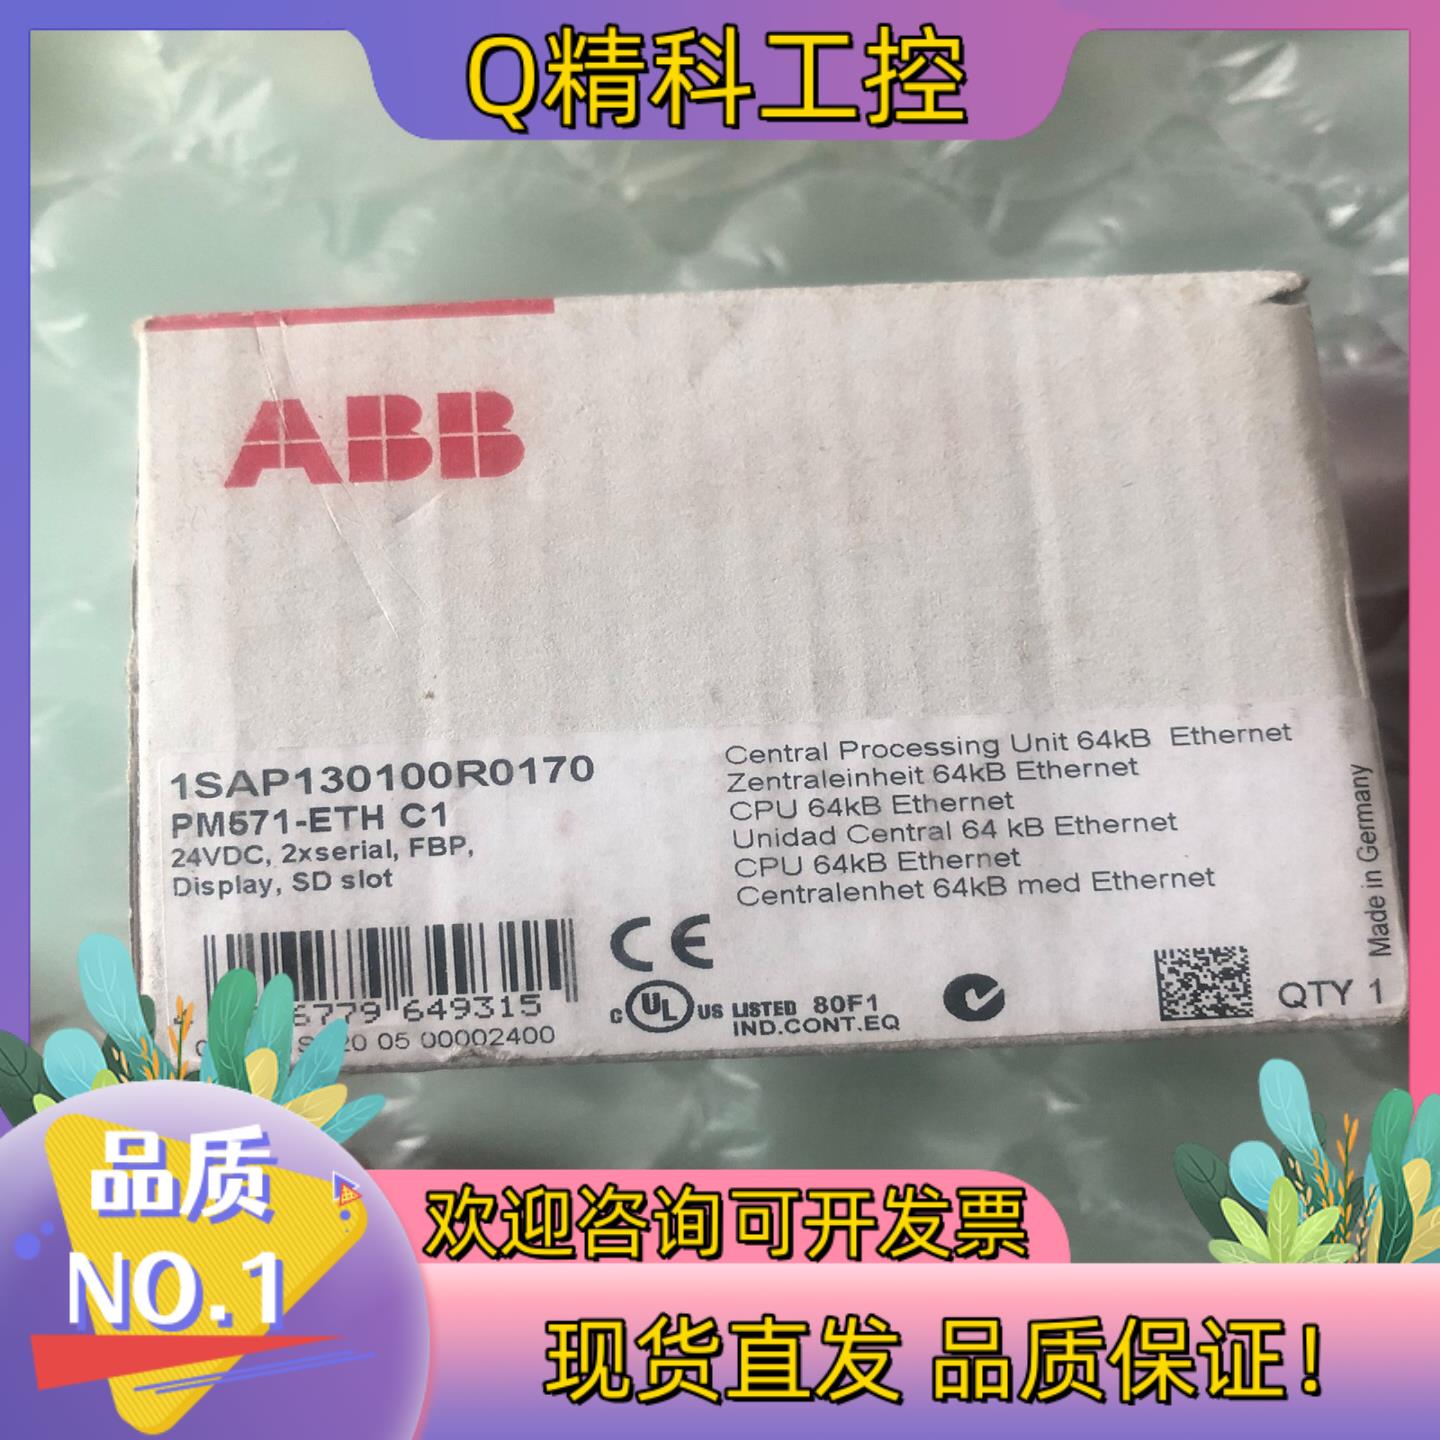 Q精科工控
ABB
1SAP130100R0170
PM571-ETH C1
24VDC, 2xserial, FBP,
Display, SD slot
Central Processing Unit 64kB Ethernet
Zentraleinheit 64kB Ethernet
CPU 64kB Ethernet
Unidad Central 64 kB Ethernet
CPU 64kB Ethernet
Centralenhet 64kB med Ethernet
Made in Germany
CE
649315
20 05 00002400
C UL US LISTED 80F1
IND.CONT.EQ
QTY 1
品质
NO.1
欢迎咨询可开发票
现货直发 品质保证！